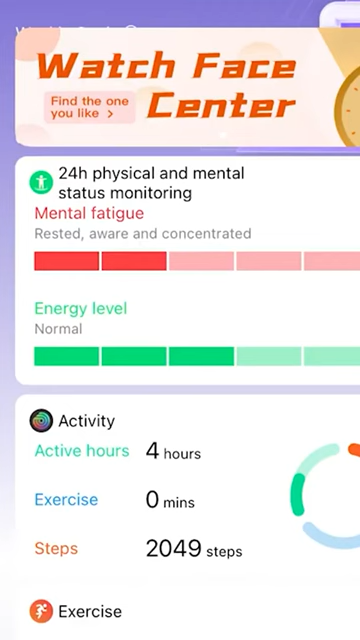 Watch Face
Find the one
you like >
Center
24h physical and mental
status monitoring
Mental fatigue
Rested, aware and concentrated
Energy level
Normal
Activity
Active hours 4 hours
Exercise 0 mins
Steps 2049 steps
Exercise